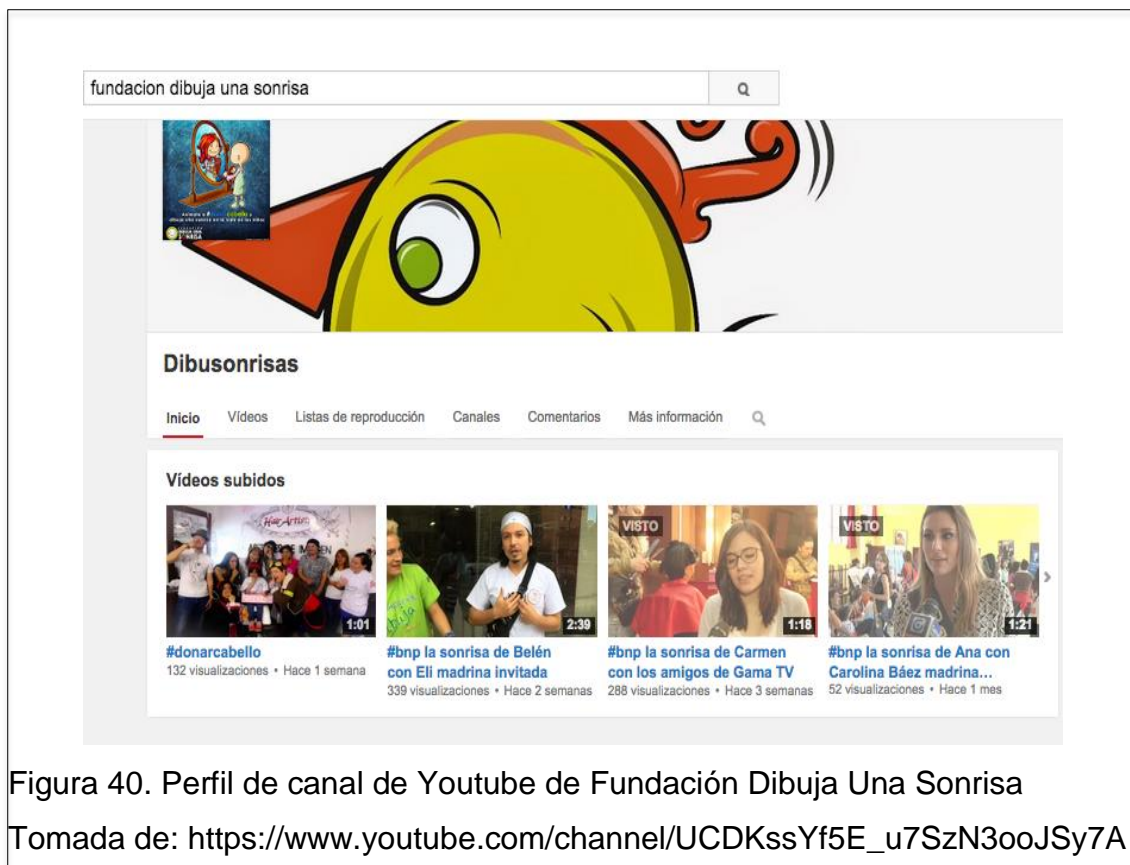 fundacion dibuja una sonrisa
Dibusonrisas
Inicio Vídeos Listas de reproducción Canales Comentarios Más información
Vídeos subidos
VISTO VISTO
1:01 2:39 1:18 1:21
#donarcabello
132 visualizaciones • Hace 1 semana
#bnp la sonrisa de Belén
con Eli madrina invitada
339 visualizaciones • Hace 2 semanas
#bnp la sonrisa de Carmen
con los amigos de Gama TV
288 visualizaciones • Hace 3 semanas
#bnp la sonrisa de Ana con
Carolina Báez madrina...
52 visualizaciones • Hace 1 mes
Figura 40. Perfil de canal de Youtube de Fundación Dibuja Una Sonrisa
Tomada de: https://www.youtube.com/channel/UCDKssYf5E_u7SzN3ooJSy7A